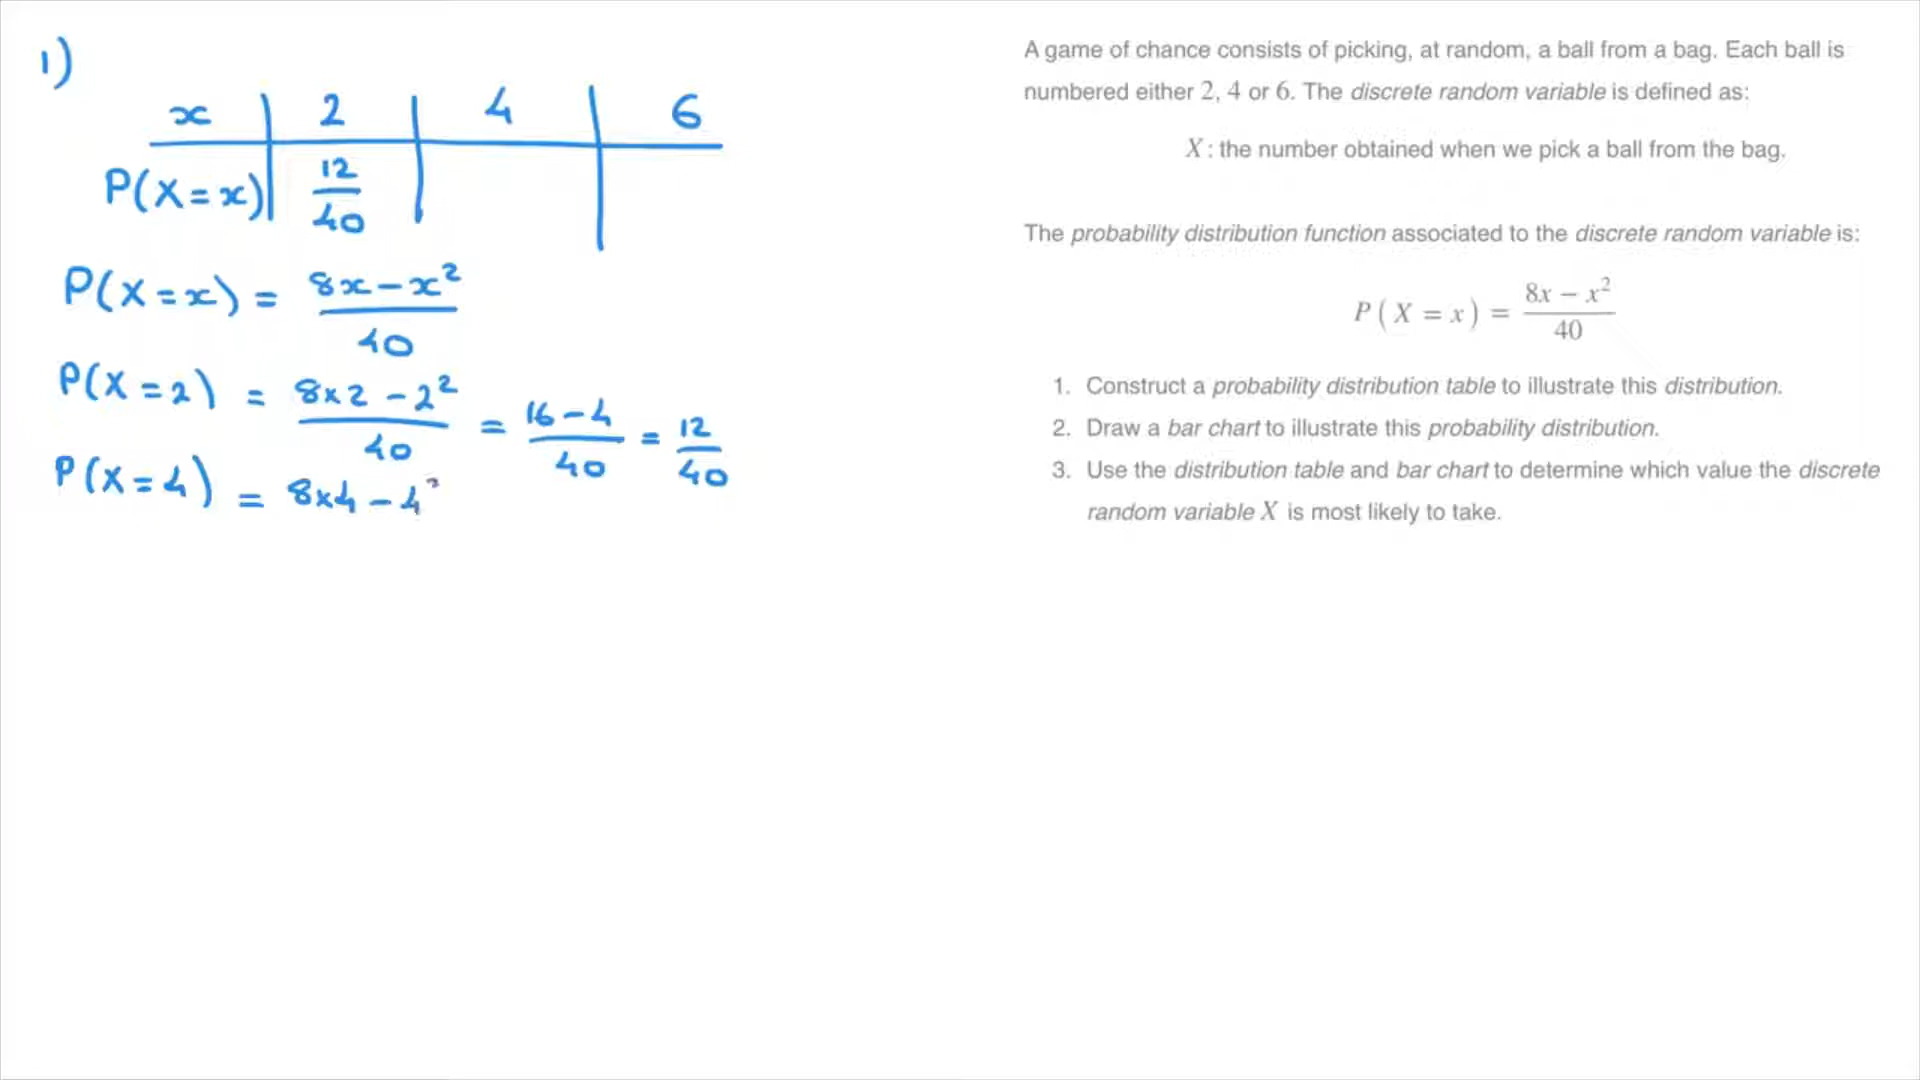 1)
x 2 4 6
P(X=x) 12/40
P(X=x) = 8x-x²/40
P(X=2) = 8×2-2²/40 = 16-4/40 = 12/40
P(X=4) = 8×4-4²
A game of chance consists of picking, at random, a ball from a bag. Each ball is
numbered either 2, 4 or 6. The discrete random variable is defined as:
X : the number obtained when we pick a ball from the bag.
The probability distribution function associated to the discrete random variable is:
P ( X = x ) = 8x − x²/40
1. Construct a probability distribution table to illustrate this distribution.
2. Draw a bar chart to illustrate this probability distribution.
3. Use the distribution table and bar chart to determine which value the discrete
random variable X is most likely to take.